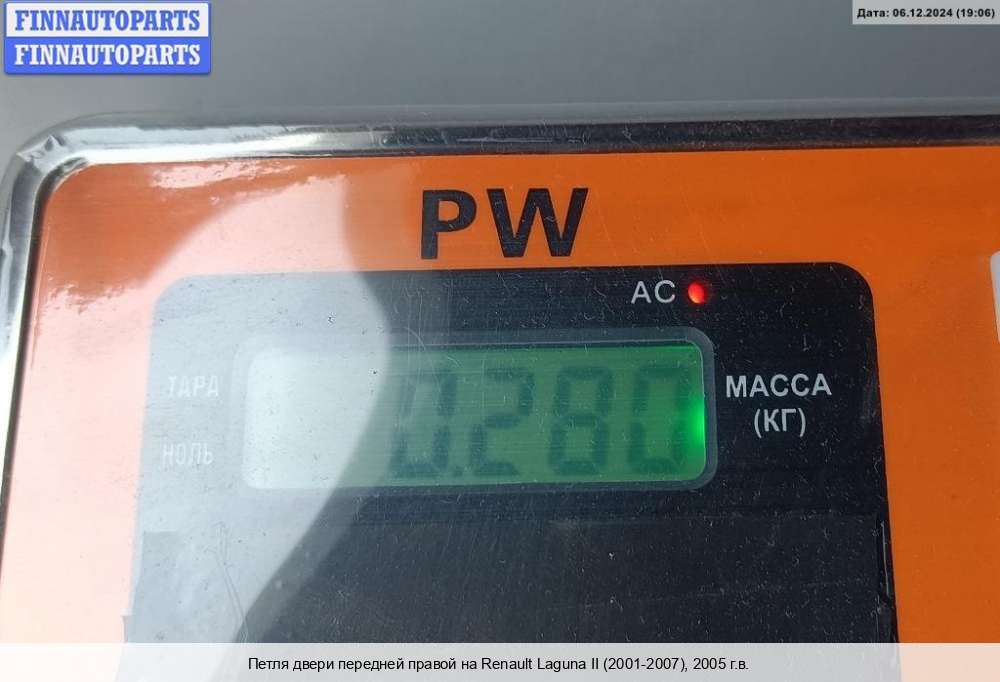 FINNAUTOPARTS
FINNAUTOPARTS
Дата: 06.12.2024 (19:06)
PW
AC
ТАРА
0.280
МАССА
(КГ)
НОЛЬ
Петля двери передней правой на Renault Laguna II (2001-2007), 2005 г.в.